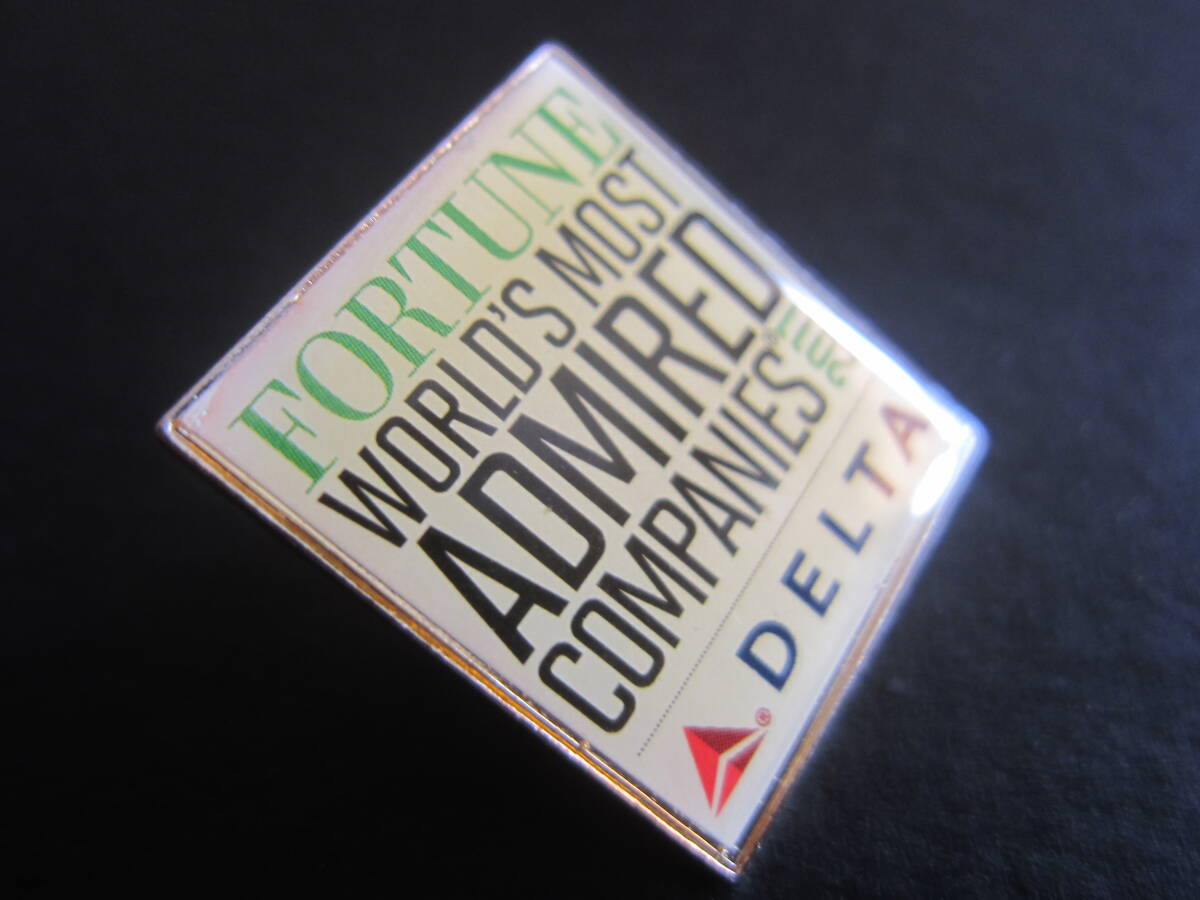 FORTUNE
WORLD'S MOST
ADMIRED
COMPANIES®
2011
DELTA
®